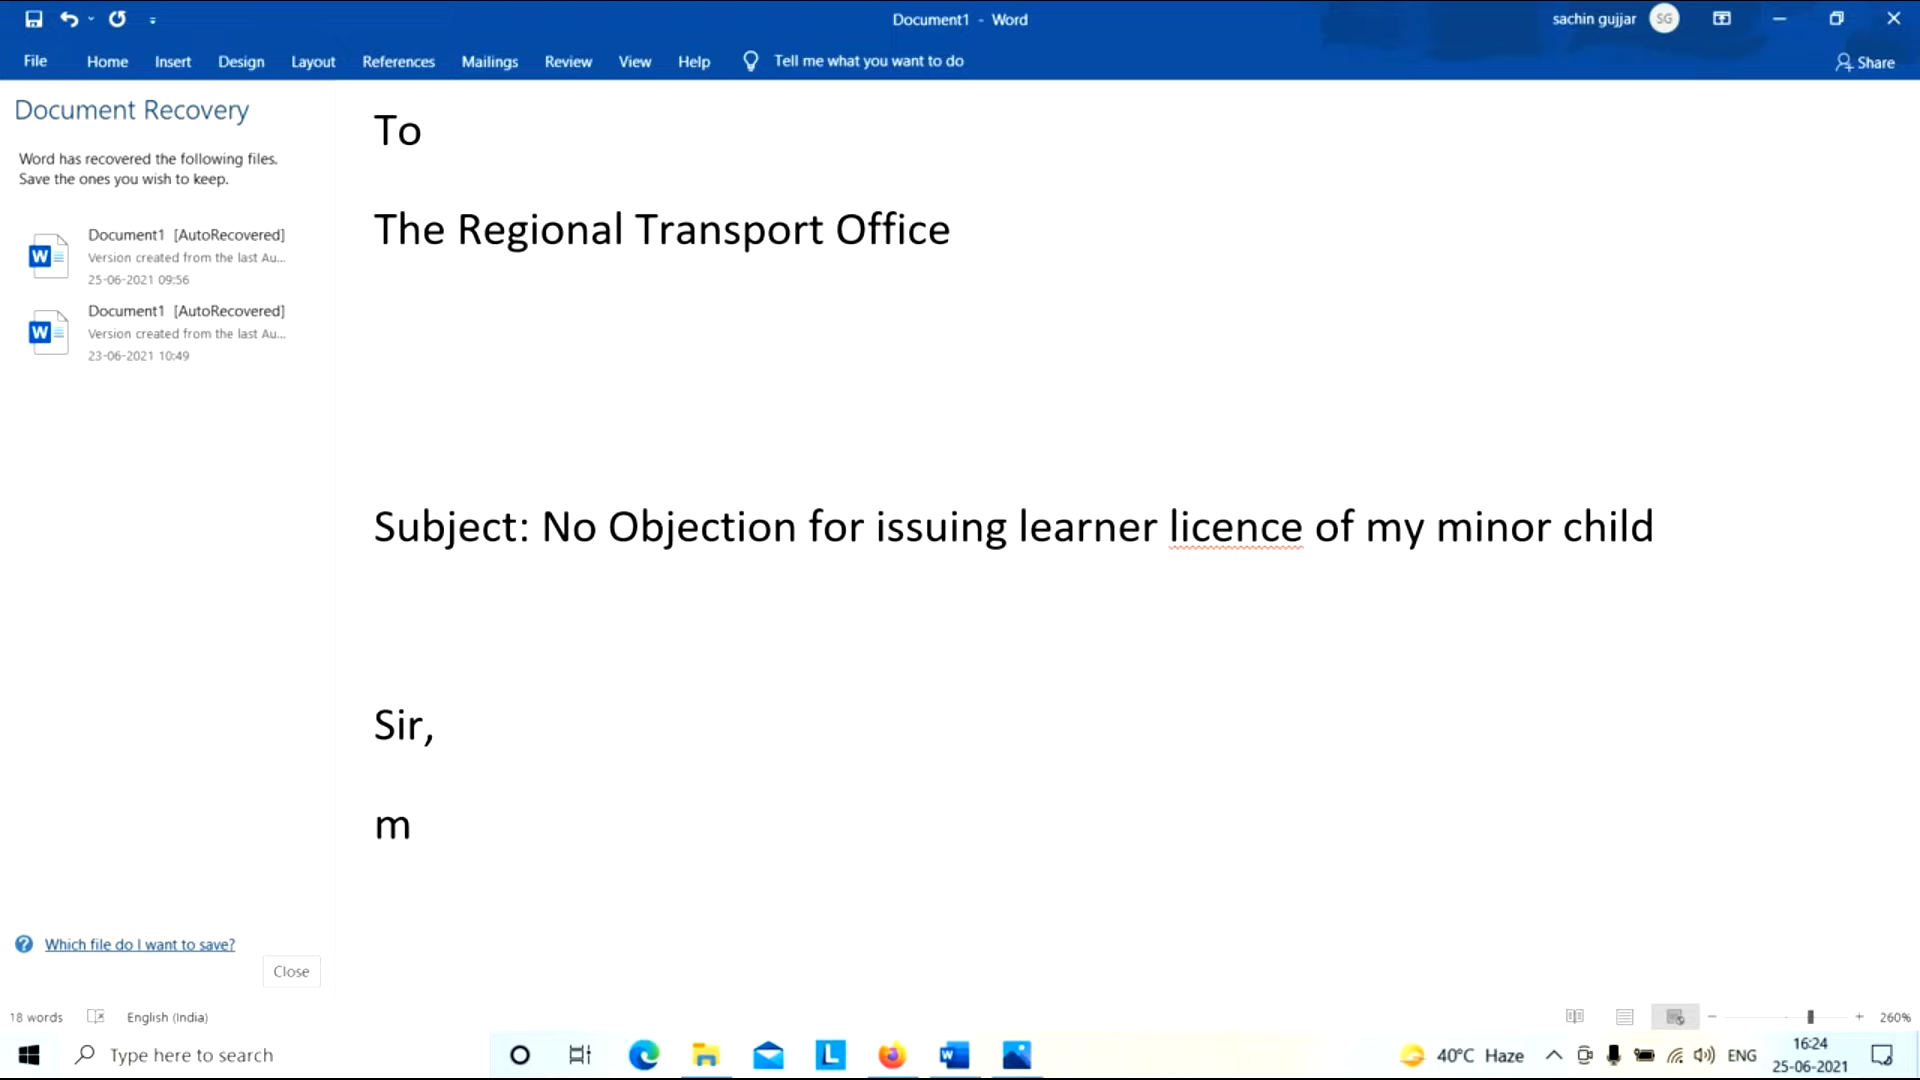 Document1 - Word
sachin gujjar
SG
File Home Insert Design Layout References Mailings Review View Help Tell me what you want to do
Share
Document Recovery
Word has recovered the following files.
Save the ones you wish to keep.
Document1 [AutoRecovered]
Version created from the last Au...
25-06-2021 09:56
Document1 [AutoRecovered]
Version created from the last Au...
23-06-2021 10:49
Which file do I want to save?
Close
To
The Regional Transport Office
Subject: No Objection for issuing learner licence of my minor child
Sir,
m
18 words
English (India)
260%
Type here to search
40°C Haze
ENG
16:24
25-06-2021